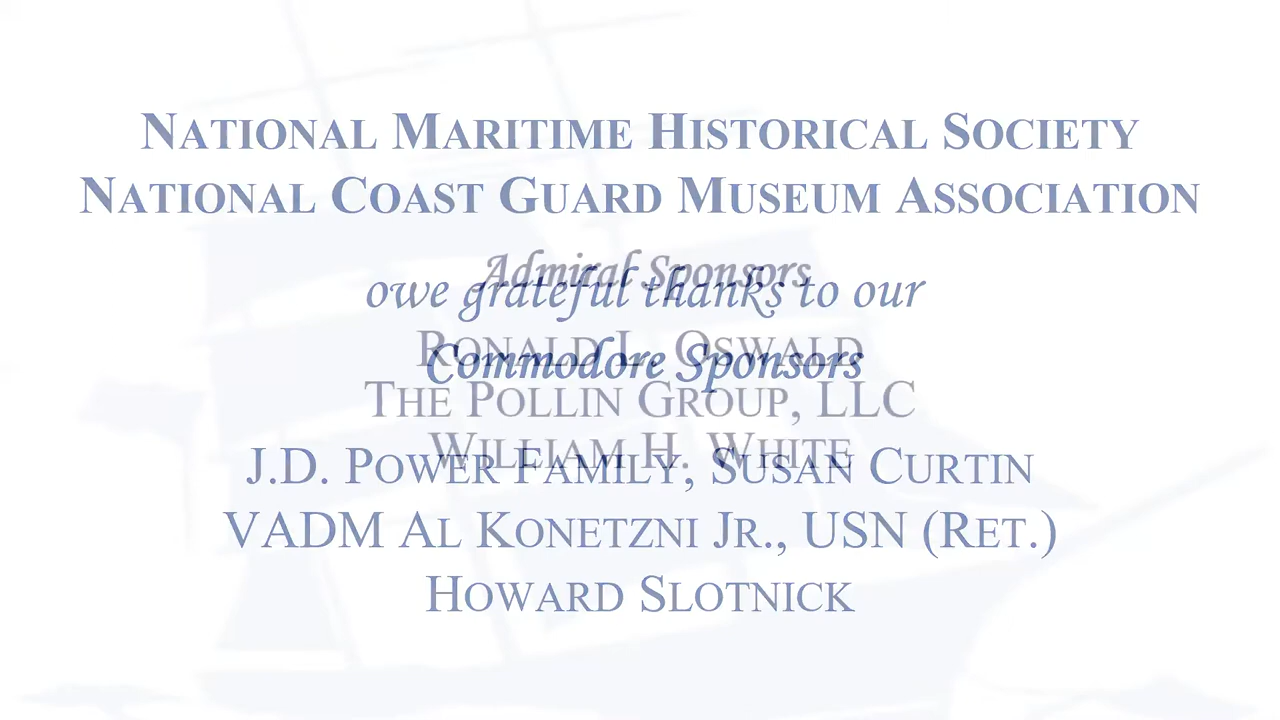 NATIONAL MARITIME HISTORICAL SOCIETY
NATIONAL COAST GUARD MUSEUM ASSOCIATION
Admiral Sponsors
owe grateful thanks to our
RONALD L. OSWALD
Commodore Sponsors
THE POLLIN GROUP, LLC
WILLIAM H. WHITE
J.D. POWER FAMILY, SUSAN CURTIN
VADM AL KONETZNI JR., USN (RET.)
HOWARD SLOTNICK